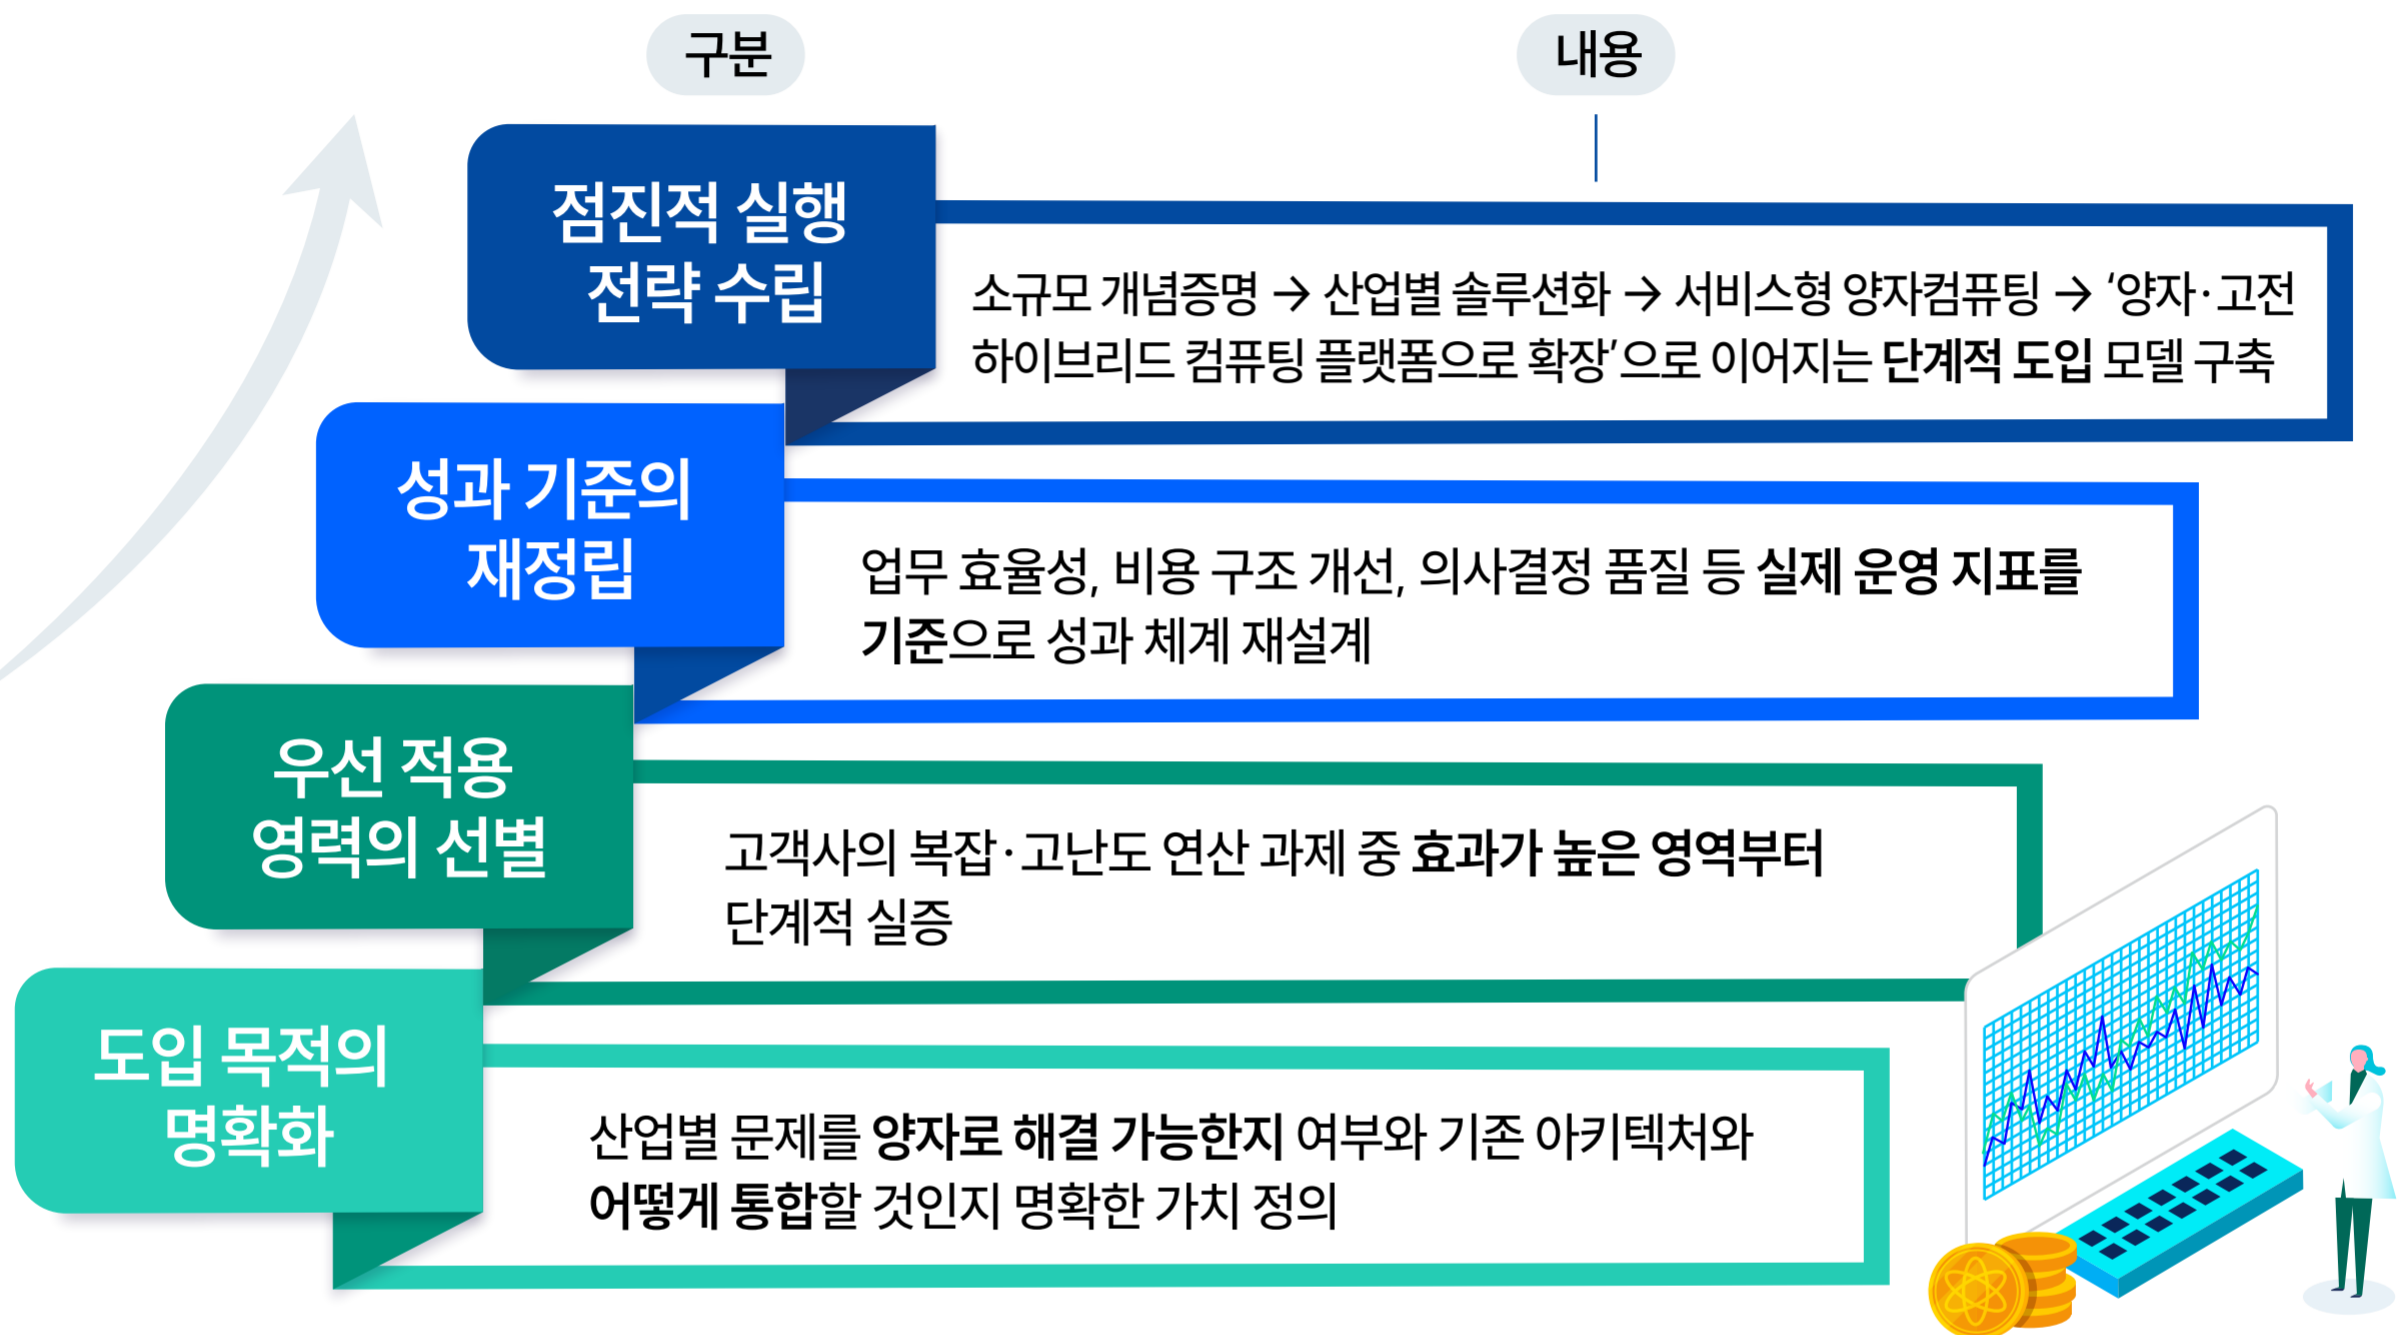 구분
내용
점진적 실행
전략 수립
소규모 개념증명 → 산업별 솔루션화 → 서비스형 양자컴퓨팅 → ‘양자·고전
하이브리드 컴퓨팅 플랫폼으로 확장’으로 이어지는 단계적 도입 모델 구축
성과 기준의
재정립
업무 효율성, 비용 구조 개선, 의사결정 품질 등 실제 운영 지표를
기준으로 성과 체계 재설계
우선 적용
영력의 선별
고객사의 복잡·고난도 연산 과제 중 효과가 높은 영역부터
단계적 실증
도입 목적의
명확화
산업별 문제를 양자로 해결 가능한지 여부와 기존 아키텍처와
어떻게 통합할 것인지 명확한 가치 정의